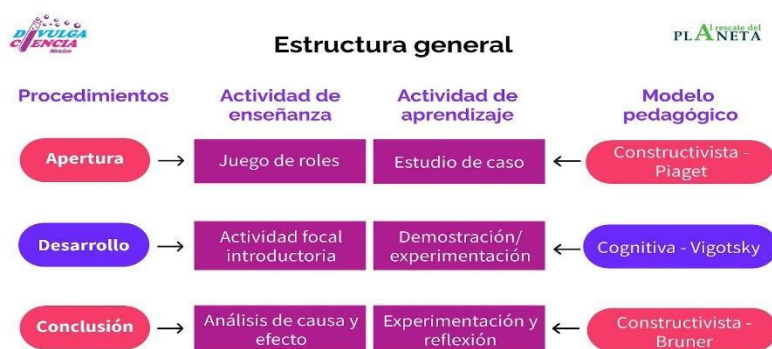 DIVULGA
CIENCIA
Mexico
Al rescate del
PLANETA
Estructura general
Procedimientos
Actividad de
enseñanza
Actividad de
aprendizaje
Modelo
pedagógico
Apertura
Juego de roles
Estudio de caso
Constructivista -
Piaget
Desarrollo
Actividad focal
introductoria
Demostración/
experimentación
Cognitiva - Vigotsky
Conclusión
Análisis de causa y
efecto
Experimentación y
reflexión
Constructivista -
Bruner